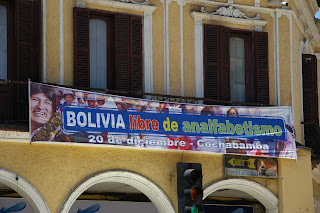 BOLIVIA libre de analfabetismo
20 de diciembre - Cochabamba